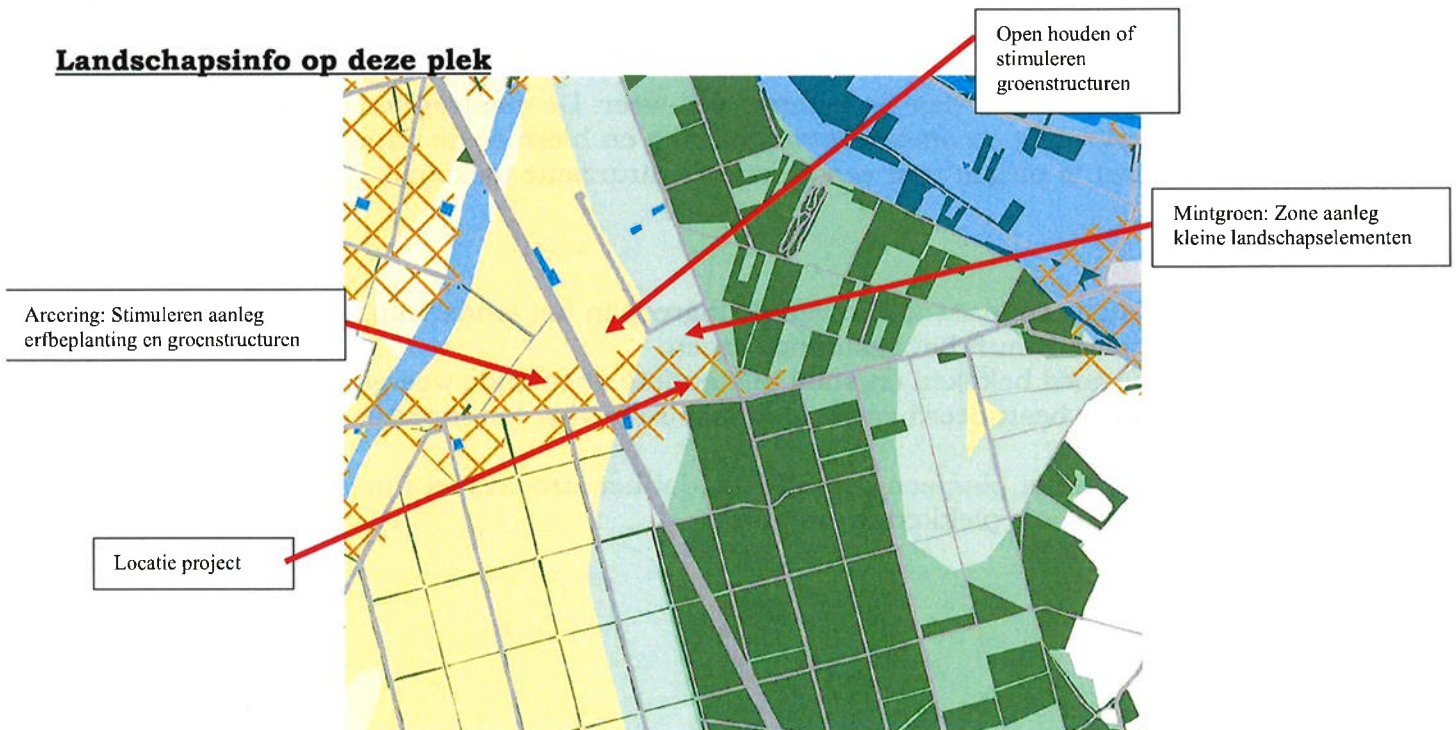 Landschapsinfo op deze plek
Open houden of
stimuleren
groenstructuren
Mintgroen: Zone aanleg
kleine landschapselementen
Arcering: Stimuleren aanleg
erfbeplanting en groenstructuren
Locatie project